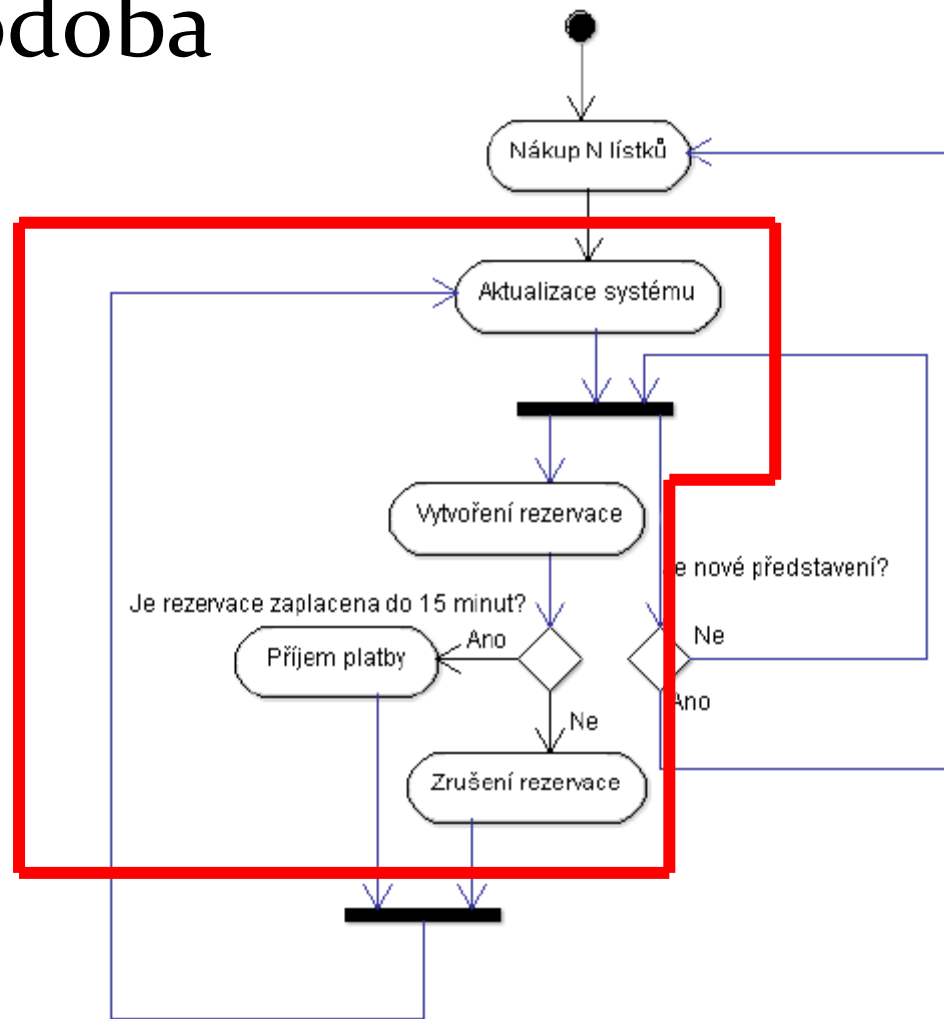 odoba
Nákup N lístků
Aktualizace systému
Vytvoření rezervace
e nové představení?
Je rezervace zaplacena do 15 minut?
Ano
Ne
Příjem platby
Ano
Ne
Zrušení rezervace